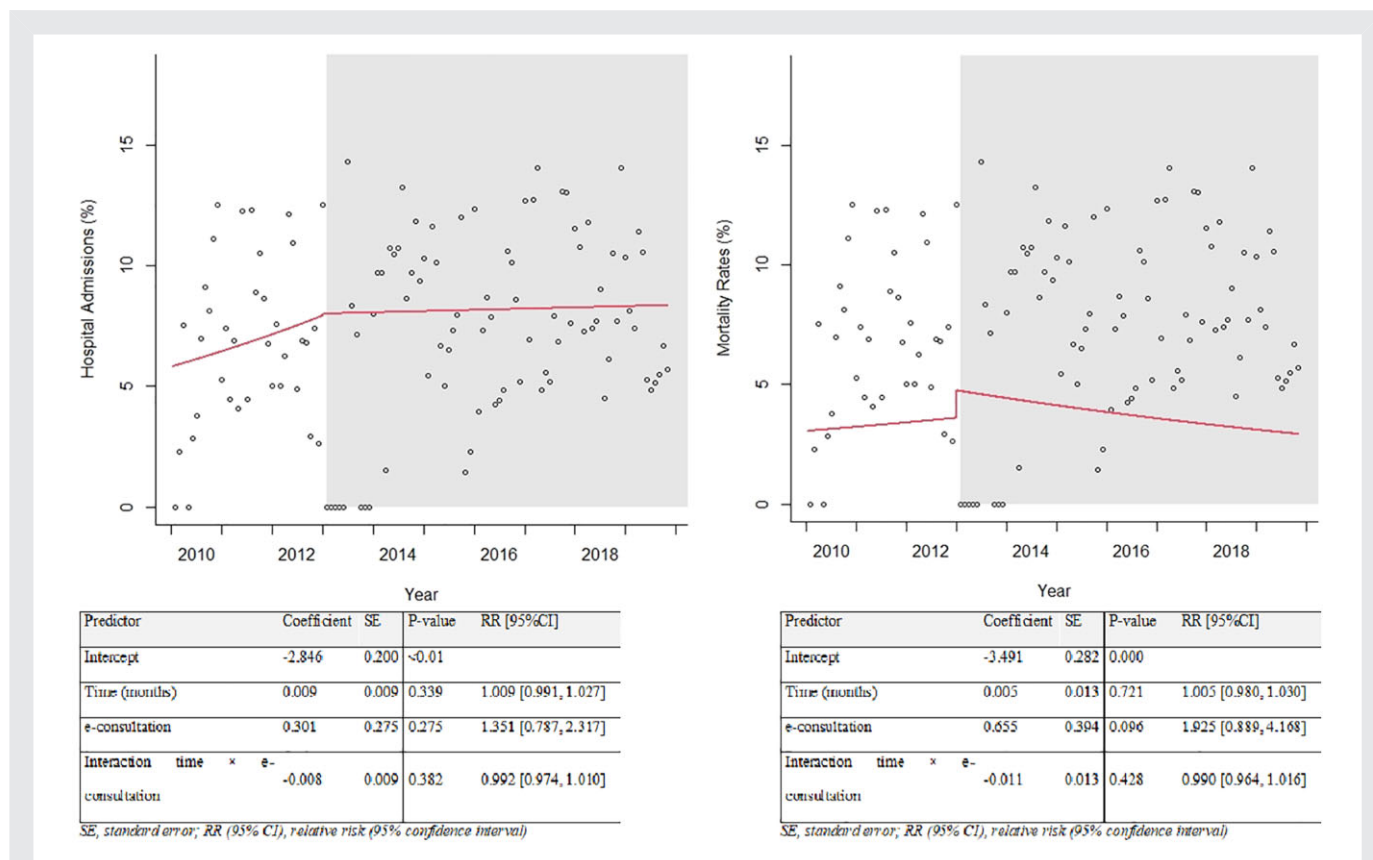 Hospital Admissions (%)
15
10
5
0
2010 2012 2014 2016 2018
Year
Mortality Rates (%)
15
10
5
0
2010 2012 2014 2016 2018
Year
Predictor Coefficient SE P-value RR [95%CI]
Intercept -2.846 0.200 <0.01
Time (months) 0.009 0.009 0.339 1.009 [0.991, 1.027]
e-consultation 0.301 0.275 0.275 1.351 [0.787, 2.317]
Interaction time × e-
-0.008 0.009 0.382 0.992 [0.974, 1.010]
consultation
SE, standard error; RR (95% CI), relative risk (95% confidence interval)
Predictor Coefficient SE P-value RR [95%CI]
Intercept -3.491 0.282 0.000
Time (months) 0.005 0.013 0.721 1.005 [0.980, 1.030]
e-consultation 0.655 0.394 0.096 1.925 [0.889, 4.168]
Interaction time × e-
-0.011 0.013 0.428 0.990 [0.964, 1.016]
consultation
SE, standard error; RR (95% CI), relative risk (95% confidence interval)